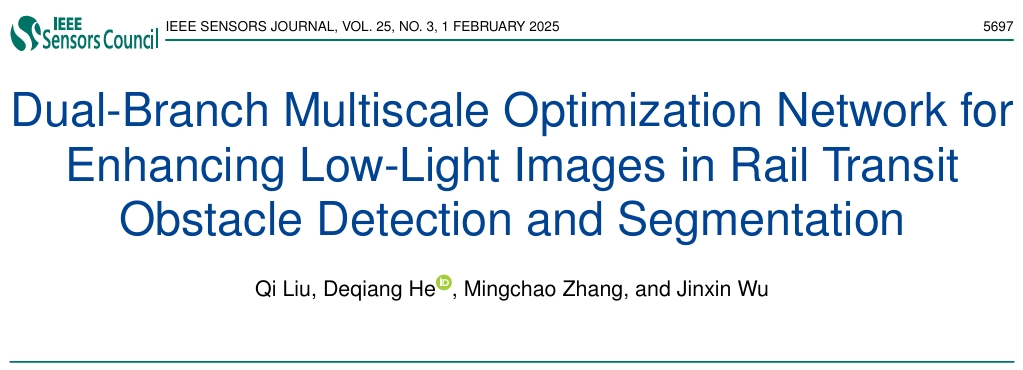 IEEE
Sensors Council
IEEE SENSORS JOURNAL, VOL. 25, NO. 3, 1 FEBRUARY 2025 5697
Dual-Branch Multiscale Optimization Network for
Enhancing Low-Light Images in Rail Transit
Obstacle Detection and Segmentation
Qi Liu, Deqiang He iD, Mingchao Zhang, and Jinxin Wu